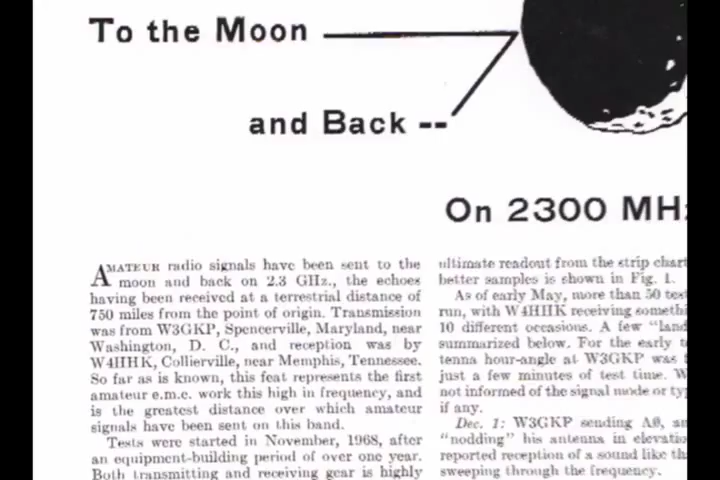 To the Moon
and Back --
On 2300 MHz
AMATEUR radio signals have been sent to the
moon and back on 2.3 GHz., the echoes
having been received at a terrestrial distance of
750 miles from the point of origin. Transmission
was from W3GKP, Spencerville, Maryland, near
Washington, D. C., and reception was by
W4HHK, Collierville, near Memphis, Tennessee.
So far as is known, this feat represents the first
amateur e.m.e. work this high in frequency, and
is the greatest distance over which amateur
signals have been sent on this band.
Tests were started in November, 1968, after
an equipment-building period of over one year.
Both transmitting and receiving gear is highly
ultimate readout from the strip chart
better samples is shown in Fig. 1.
As of early May, more than 50
run, with W4HHK receiving
10 different occasions. A few
summarized below. For the early
tenna hour-angle at W3GKP was
just a few minutes of test time.
not informed of the signal mode or
if any.
Dec. 1: W3GKP sending A0,
"nodding" his antenna in
reported reception of a sound like
sweeping through the frequency.